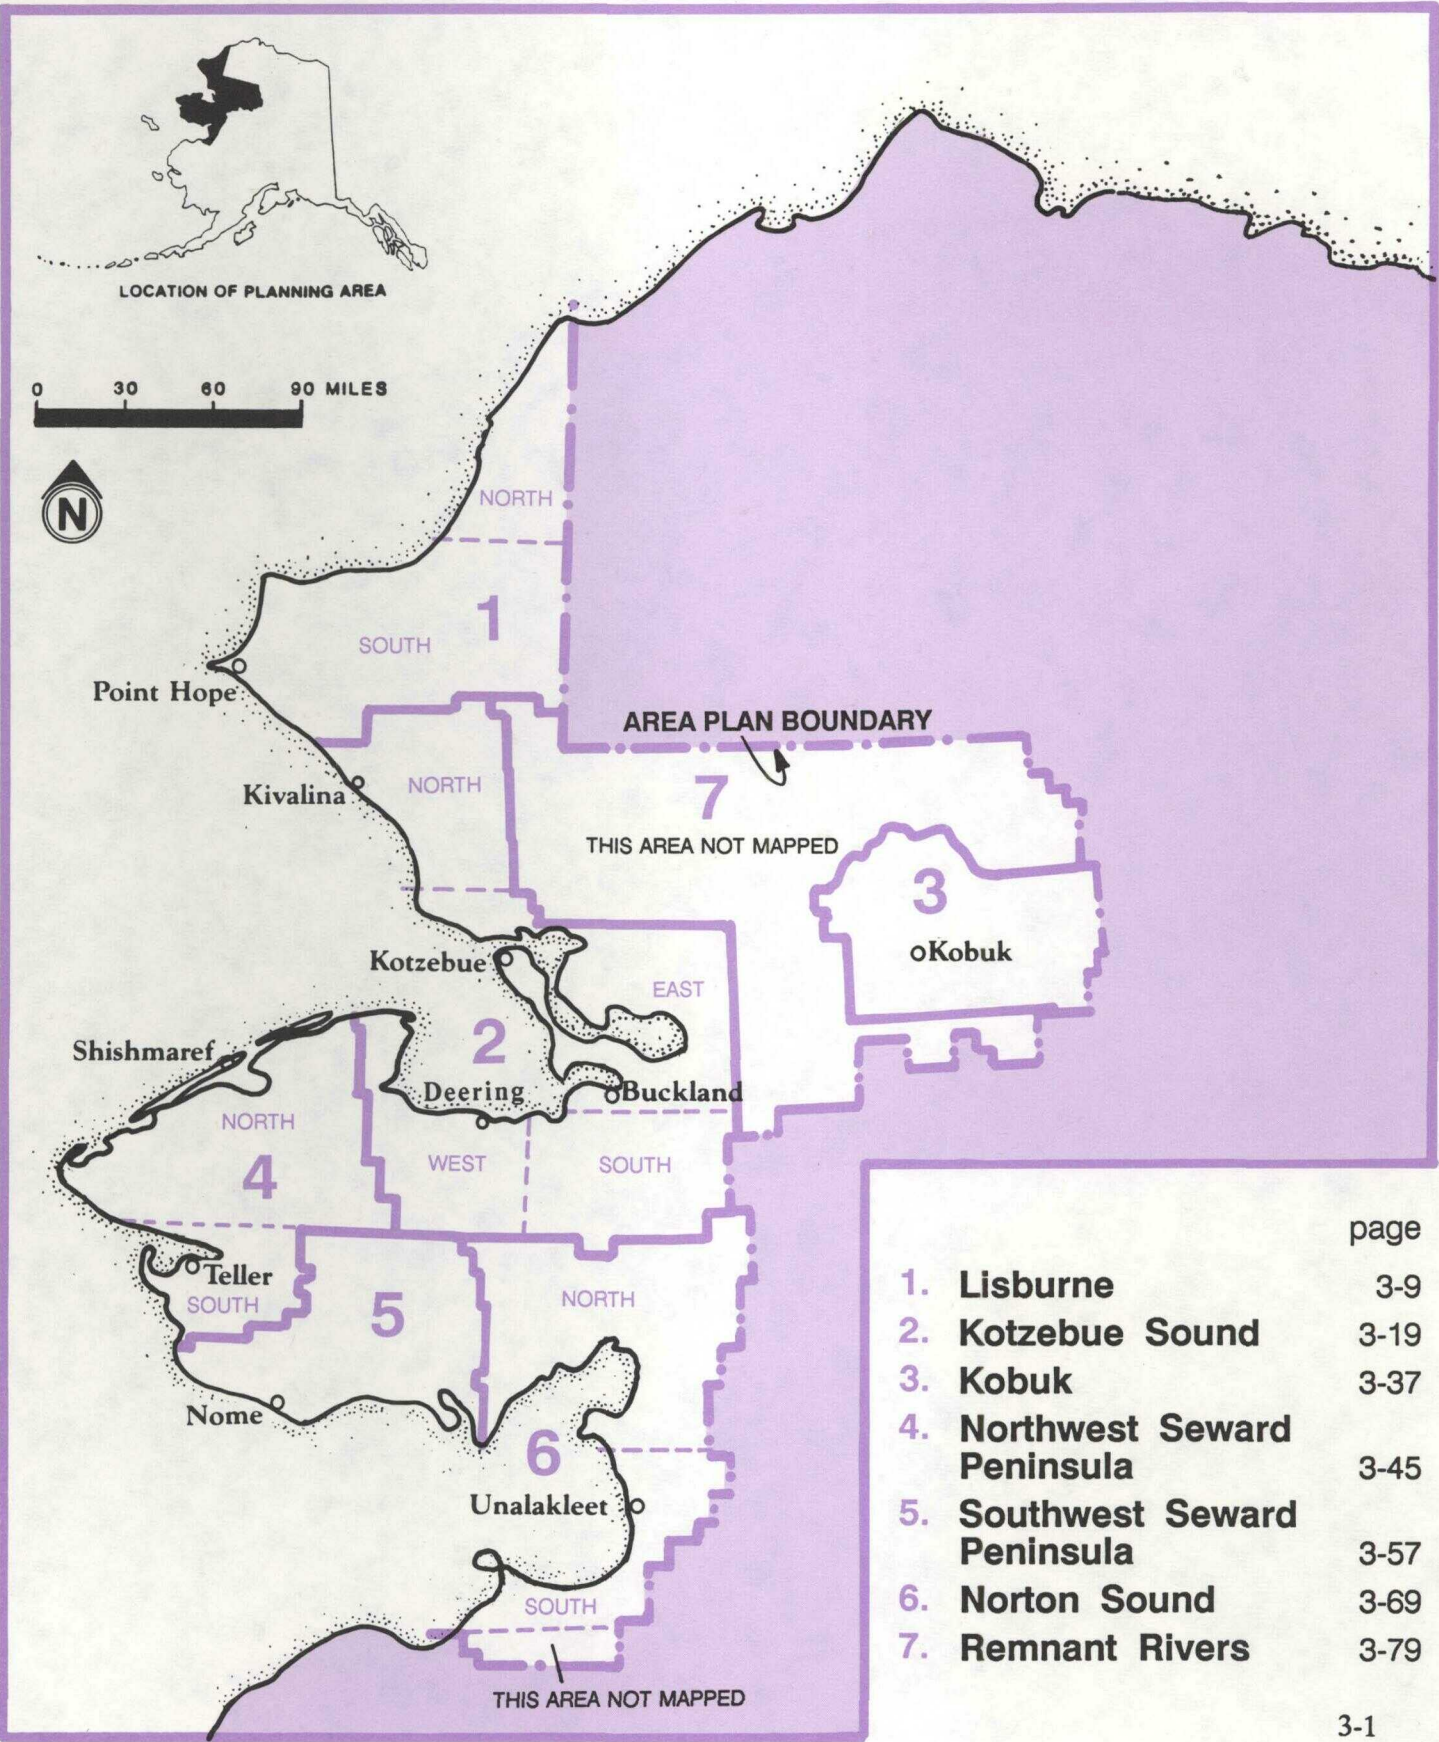 LOCATION OF PLANNING AREA
0 30 60 90 MILES
N
NORTH
1
SOUTH
Point Hope
AREA PLAN BOUNDARY
Kivalina
NORTH
7
THIS AREA NOT MAPPED
3
Kobuk
Kotzebue
EAST
2
Shishmaref
Deering
Buckland
NORTH
4
WEST
SOUTH
Teller
SOUTH
5
NORTH
Nome
6
Unalakleet
SOUTH
THIS AREA NOT MAPPED
page
1. Lisburne 3-9
2. Kotzebue Sound 3-19
3. Kobuk 3-37
4. Northwest Seward
Peninsula 3-45
5. Southwest Seward
Peninsula 3-57
6. Norton Sound 3-69
7. Remnant Rivers 3-79
3-1